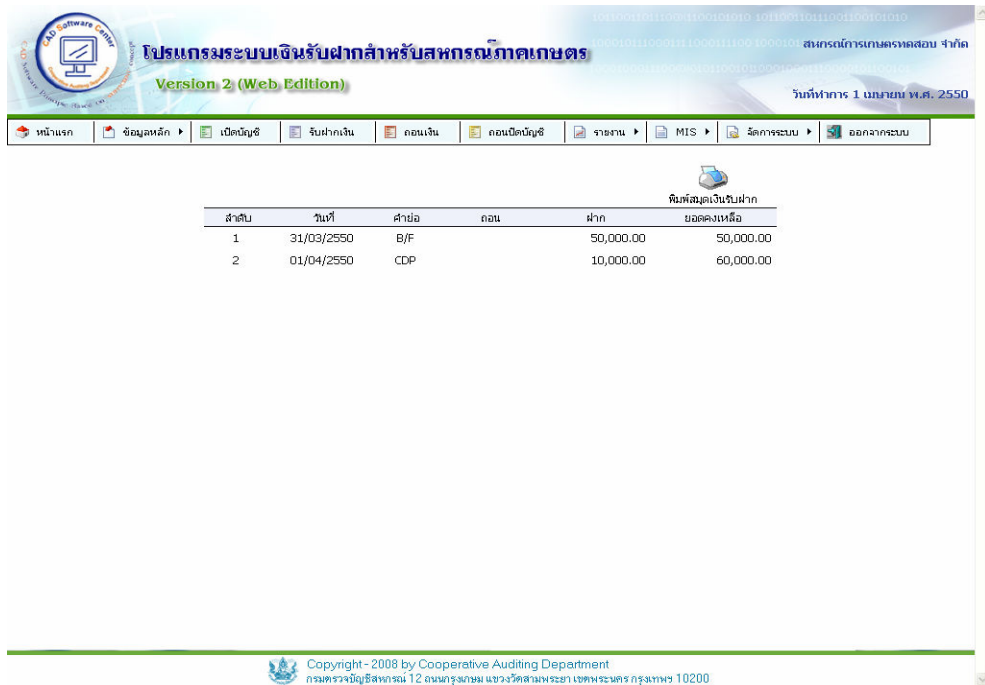 CAD Software Center
โปรแกรมระบบเงินรับฝากสำหรับสหกรณ์ภาคเกษตร
Version 2 (Web Edition)
สหกรณ์การเกษตรทดสอบ จำกัด
วันที่ทำการ 1 เมษายน พ.ศ. 2550
หน้าแรก ข้อมูลหลัก เปิดบัญชี รับฝากเงิน ถอนเงิน ถอนปิดบัญชี รายงาน MIS จัดการระบบ ออกจากระบบ
พิมพ์สมุดเงินรับฝาก
ลำดับ วันที่ คำย่อ ถอน ฝาก ยอดคงเหลือ
1 31/03/2550 B/F 50,000.00 50,000.00
2 01/04/2550 CDP 10,000.00 60,000.00
Copyright - 2008 by Cooperative Auditing Department
กรมตรวจบัญชีสหกรณ์ 12 ถนนกรุงเกษม แขวงวัดสามพระยา เขตพระนคร กรุงเทพฯ 10200